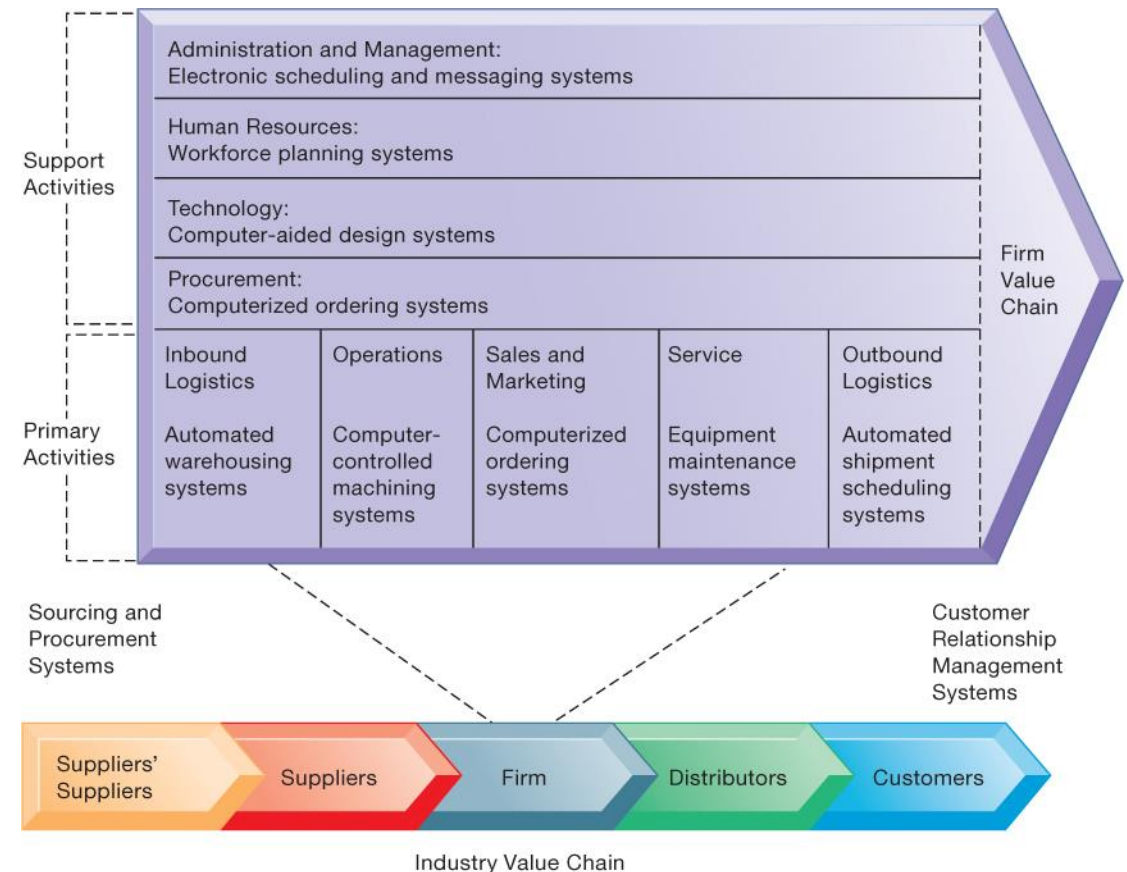 Administration and Management:
Electronic scheduling and messaging systems
Human Resources:
Workforce planning systems
Support
Activities
Technology:
Computer-aided design systems
Procurement:
Computerized ordering systems
Firm
Value
Chain
Primary
Activities
Inbound
Logistics
Automated
warehousing
systems
Operations
Computer-
controlled
machining
systems
Sales and
Marketing
Computerized
ordering
systems
Service
Equipment
maintenance
systems
Outbound
Logistics
Automated
shipment
scheduling
systems
Sourcing and
Procurement
Systems
Customer
Relationship
Management
Systems
Suppliers’
Suppliers
Suppliers
Firm
Distributors
Customers
Industry Value Chain